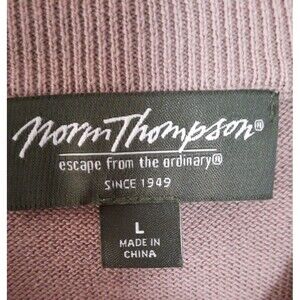 Norm Thompson®
escape from the ordinary®
SINCE 1949
L
MADE IN
CHINA